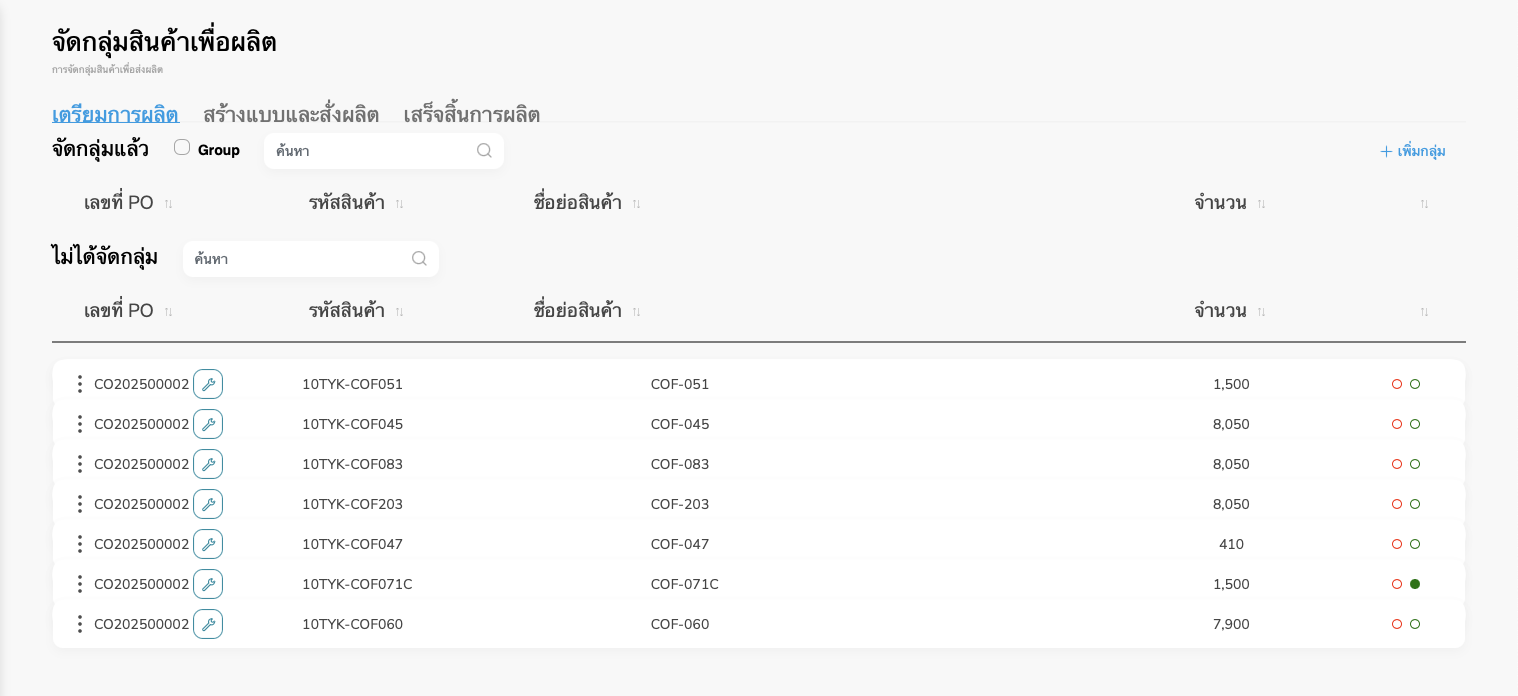 จัดกลุ่มสินค้าเพื่อผลิต
การจัดกลุ่มสินค้าเพื่อส่งผลิต
เตรียมการผลิต สร้างแบบและสั่งผลิต เสร็จสิ้นการผลิต
จัดกลุ่มแล้ว Group ค้นหา + เพิ่มกลุ่ม
เลขที่ PO รหัสสินค้า ชื่อย่อสินค้า จำนวน
ไม่ได้จัดกลุ่ม ค้นหา
เลขที่ PO รหัสสินค้า ชื่อย่อสินค้า จำนวน
CO202500002 10TYK-COF051 COF-051 1,500
CO202500002 10TYK-COF045 COF-045 8,050
CO202500002 10TYK-COF083 COF-083 8,050
CO202500002 10TYK-COF203 COF-203 8,050
CO202500002 10TYK-COF047 COF-047 410
CO202500002 10TYK-COF071C COF-071C 1,500
CO202500002 10TYK-COF060 COF-060 7,900